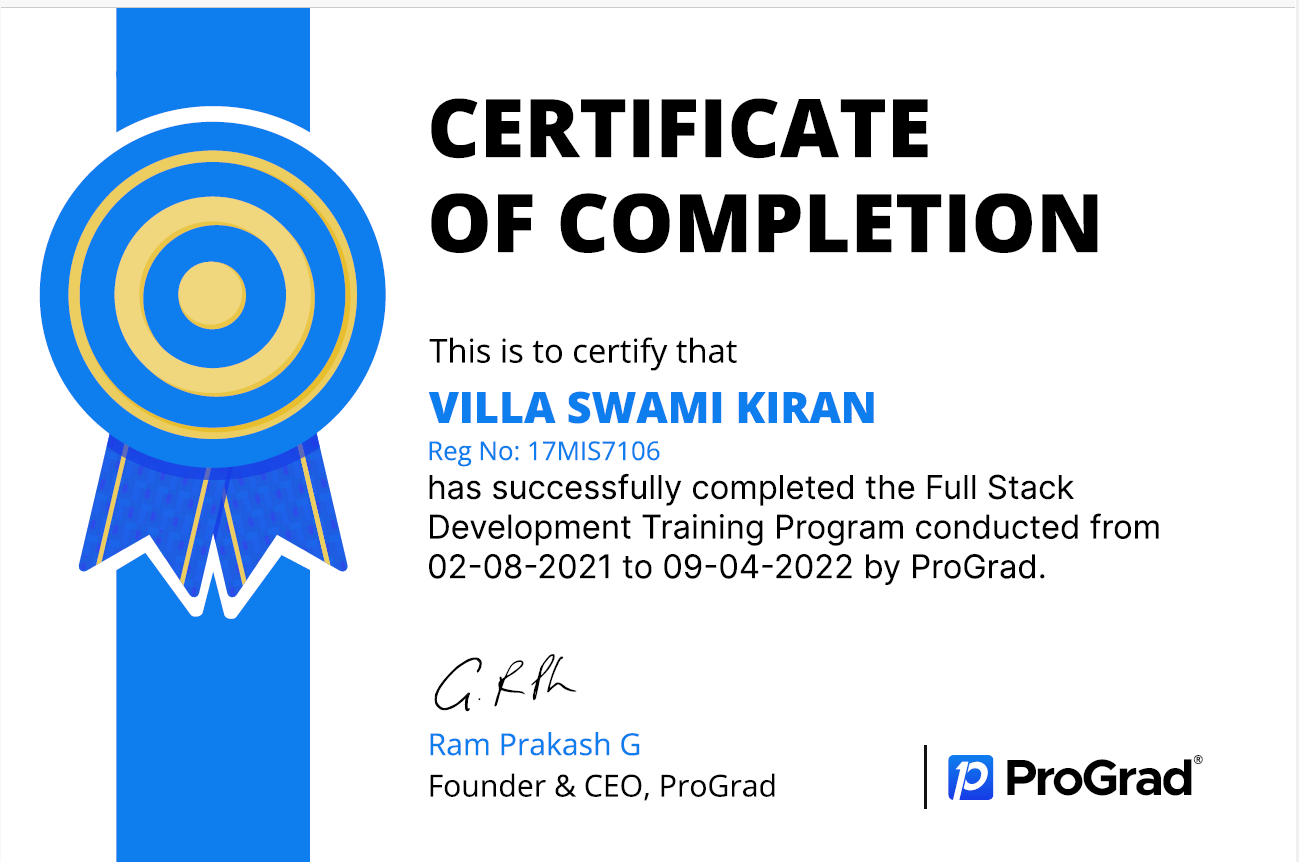 CERTIFICATE
OF COMPLETION
This is to certify that
VILLA SWAMI KIRAN
Reg No: 17MIS7106
has successfully completed the Full Stack
Development Training Program conducted from
02-08-2021 to 09-04-2022 by ProGrad.
G. RPh
Ram Prakash G
Founder & CEO, ProGrad
ProGrad®